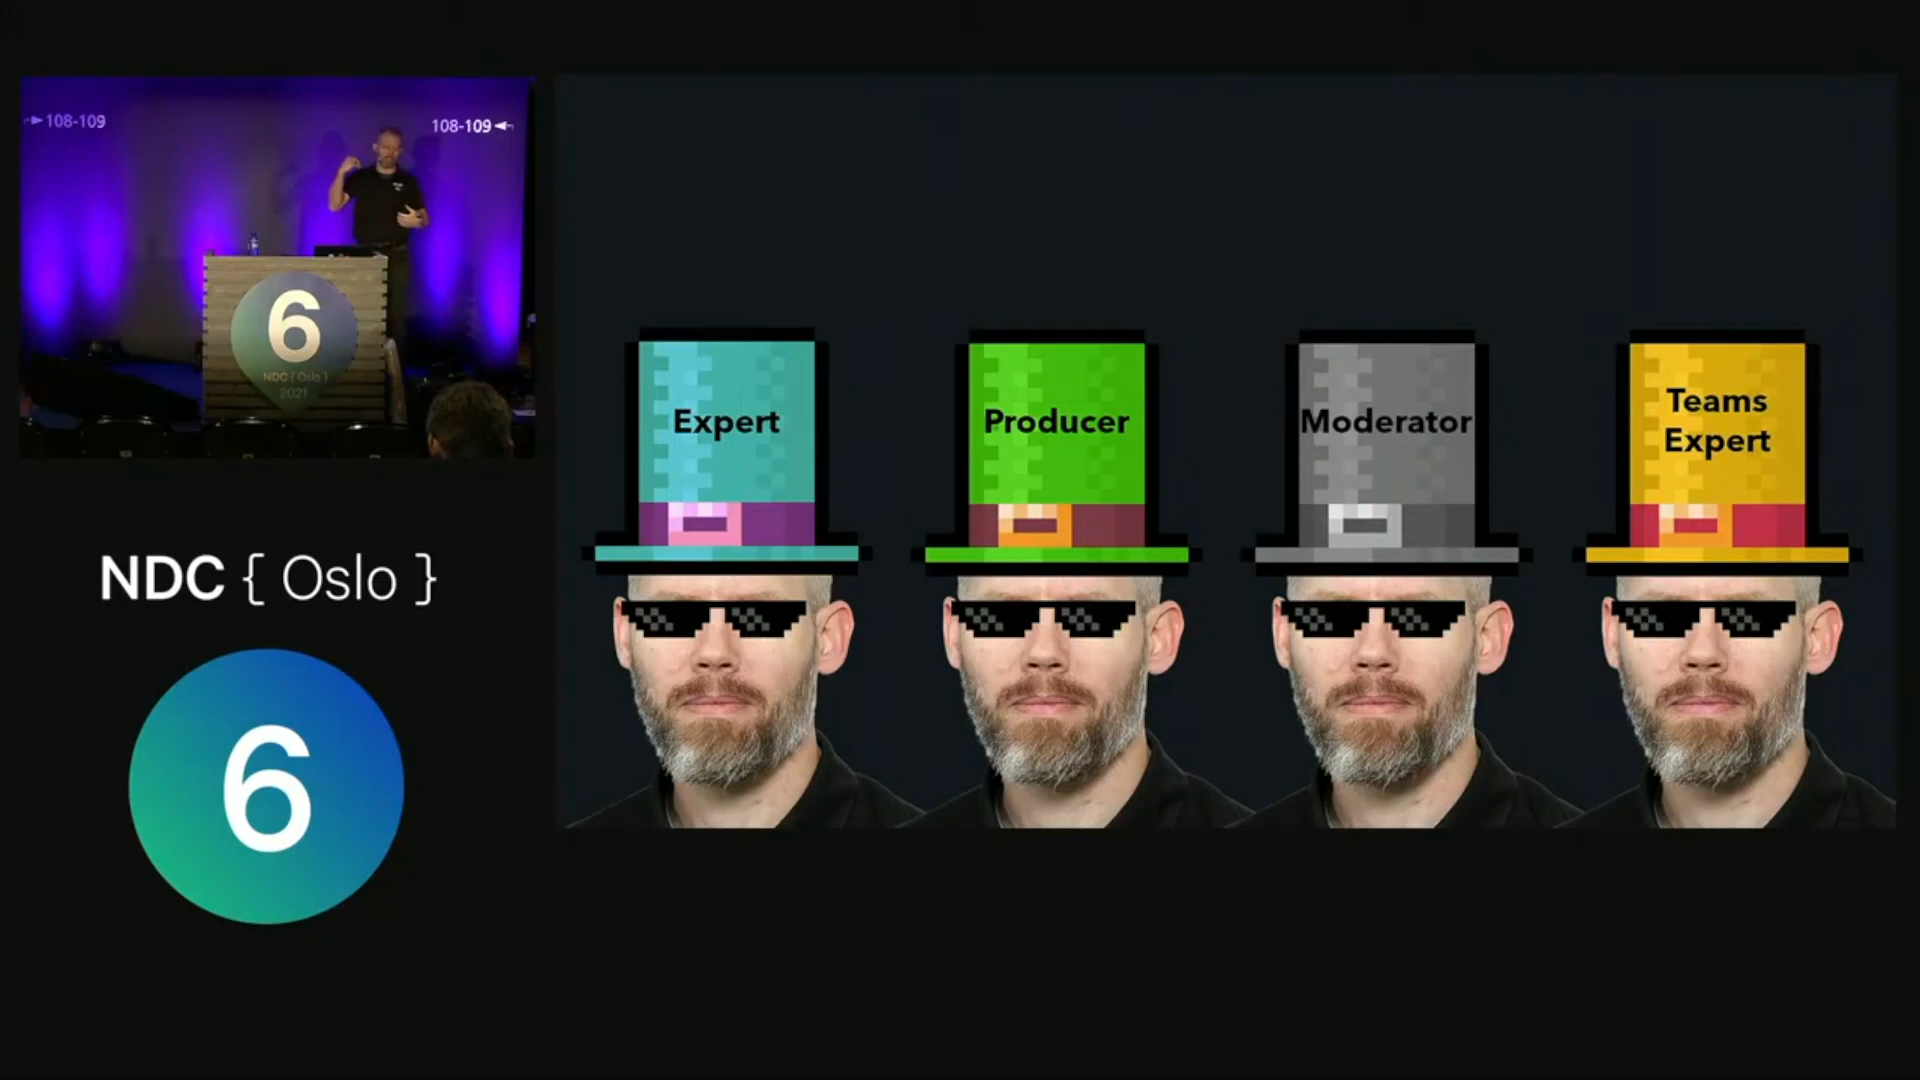 108-109
108-109
6
NDC { Oslo }
2021
NDC { Oslo }
6
Expert
Producer
Moderator
Teams
Expert